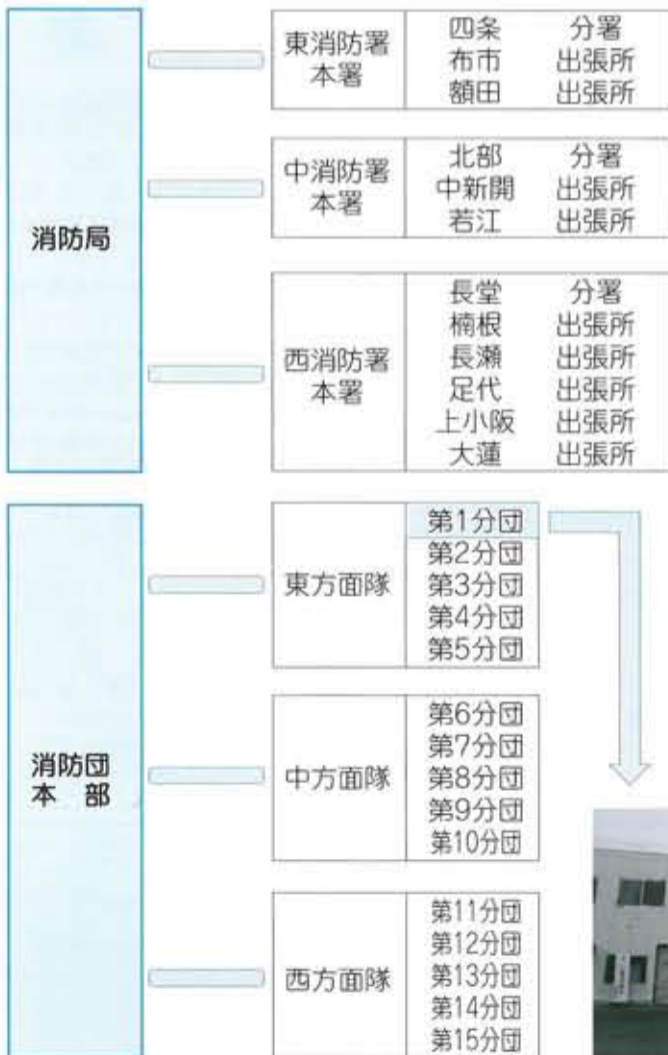 消防局
東消防署
本署
四条 分署
布市 出張所
額田 出張所
中消防署
本署
北部 分署
中新開 出張所
若江 出張所
西消防署
本署
長堂 分署
楠根 出張所
長瀬 出張所
足代 出張所
上小阪 出張所
大蓮 出張所
消防団
本 部
東方面隊
第1分団
第2分団
第3分団
第4分団
第5分団
中方面隊
第6分団
第7分団
第8分団
第9分団
第10分団
西方面隊
第11分団
第12分団
第13分団
第14分団
第15分団